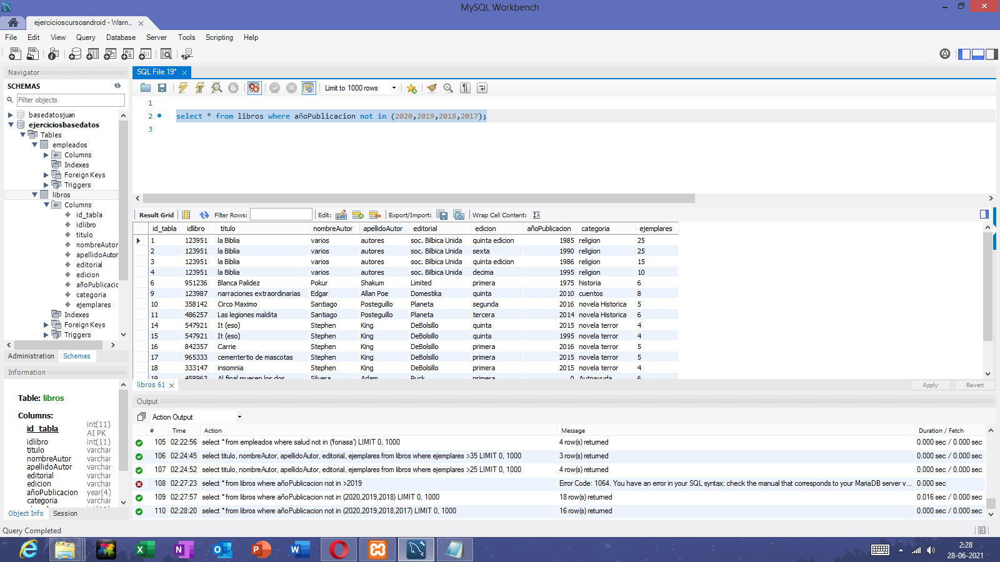 MySQL Workbench
ejercicioscursoandroid - Warn...
File Edit View Query Database Server Tools Scripting Help
Navigator
SCHEMAS
Filter objects
basedatosjuan
ejerciciosbasedatos
Tables
empleados
Columns
Indexes
Foreign Keys
Triggers
libros
Columns
id_tabla
idlibro
titulo
nombreAutor
apellidoAutor
editorial
edicion
añoPublicacic
categoria
ejemplares
Indexes
Foreign Keys
Triggers
Administration Schemas
Information
Table: libros
Columns:
id_tabla int(11) AI PK
idlibro int(11)
titulo varchar
nombreAutor varchar
apellidoAutor varchar
editorial varchar
edicion varchar
añoPublicacion year(4)
categoria varchar
Object Info Session
Query Completed
SQL File 19*
Limit to 1000 rows
1
2 select * from libros where añoPublicacion not in (2020,2019,2018,2017);
3
Result Grid Filter Rows: Edit: Export/Import: Wrap Cell Content:
id_tabla idlibro titulo nombreAutor apellidoAutor editorial edicion añoPublicacion categoria ejemplares
1 123951 la Biblia varios autores soc. Bilbica Unida quinta edicion 1985 religion 25
2 123951 la Biblia varios autores soc. Bilbica Unida sexta 1990 religion 25
3 123951 la Biblia varios autores soc. Bilbica Unida quinta edicion 1986 religion 15
4 123951 la Biblia varios autores soc. Bilbica Unida decima 1995 religion 10
6 951236 Blanca Palidez Pokur Shakum Limited primera 1975 historia 6
9 123987 narraciones extraordinarias Edgar Allan Poe Domestika quinta 2010 cuentos 8
10 358142 Circo Maximo Santiago Posteguillo Planeta segunda 2016 novela Historica 5
11 486257 Las legiones maldita Santiago Posteguillo Planeta tercera 2014 novela Historica 6
14 547921 It (eso) Stephen King DeBolsillo quinta 2015 novela terror 4
15 547921 It (eso) Stephen King DeBolsillo quinta 1995 novela terror 4
16 842357 Carrie Stephen King DeBolsillo primera 2016 novela terror 5
17 965333 cementertio de mascotas Stephen King DeBolsillo primera 2015 novela terror 5
18 333147 insomnia Stephen King DeBolsillo primera 2015 novela terror 4
19 458963 Al final mueren los dos Silvera Adam Puck primera 0 Autoayuda 6
libros 61 Apply Revert
Output
Action Output
# Time Action Message Duration / Fetch
105 02:22:56 select * from empleados where salud not in ('fonasa') LIMIT 0, 1000 4 row(s) returned 0.000 sec / 0.000 sec
106 02:24:45 select titulo, nombreAutor, apellidoAutor, editorial, ejemplares from libros where ejemplares >35 LIMIT 0, 1000 3 row(s) returned 0.000 sec / 0.000 sec
107 02:24:52 select titulo, nombreAutor, apellidoAutor, editorial, ejemplares from libros where ejemplares >25 LIMIT 0, 1000 4 row(s) returned 0.000 sec / 0.000 sec
108 02:27:23 select * from libros where añoPublicacion not in >2019 Error Code: 1064. You have an error in your SQL syntax; check the manual that corresponds to your MariaDB server v... 0.000 sec
109 02:27:57 select * from libros where añoPublicacion not in (2020,2019,2018) LIMIT 0, 1000 18 row(s) returned 0.016 sec / 0.000 sec
110 02:28:20 select * from libros where añoPublicacion not in (2020,2019,2018,2017) LIMIT 0, 1000 16 row(s) returned 0.000 sec / 0.000 sec
2:28
28-06-2021